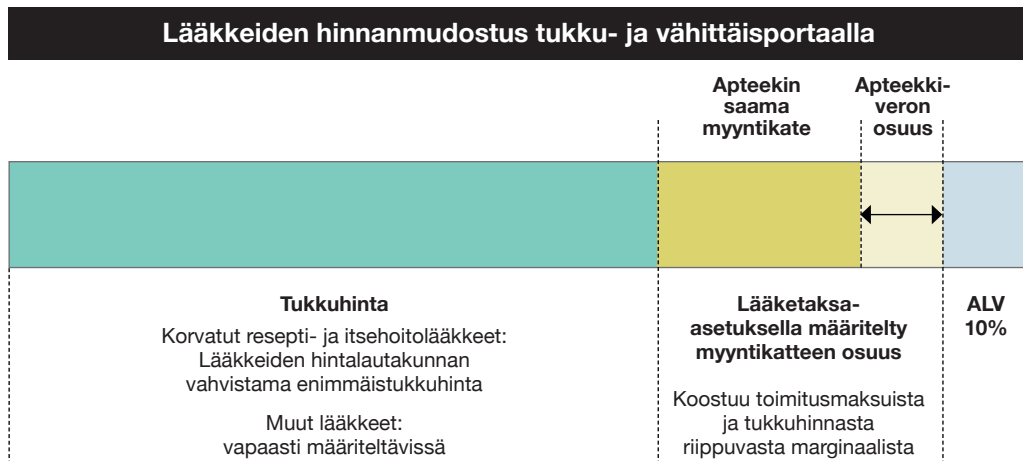 Lääkkeiden hinnanmudostus tukku- ja vähittäisportaalla
Apteekin
saama
myyntikate
Apteekki-
veron
osuus
Tukkuhinta
Korvatut resepti- ja itsehoitolääkkeet:
Lääkkeiden hintalautakunnan
vahvistama enimmäistukkuhinta
Muut lääkkeet:
vapaasti määriteltävissä
Lääketaksa-
asetuksella määritelty
myyntikatteen osuus
Koostuu toimitusmaksuista
ja tukkuhinnasta
riippuvasta marginaalista
ALV
10%